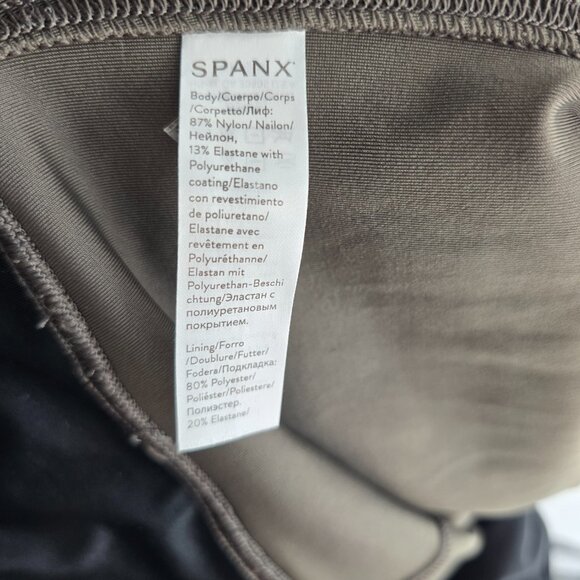 SPANX
Body/Cuerpo/Corps
/Corpetto/Лиф:
87% Nylon/ Nailon/
Нейлон,
13% Elastane with
Polyurethane
coating/Elastano
con revestimiento
de poliuretano/
Elastane avec
revêtement en
Polyuréthanne/
Elastan mit
Polyurethan-Beschi
chtung/Эластан с
полиуретановым
покрытием.
Lining/Forro
/Doublure/Futter/
Fodera/Подкладка:
80% Polyester/
Poliéster/Poliestere/
Полиэстер.
20% Elastane/